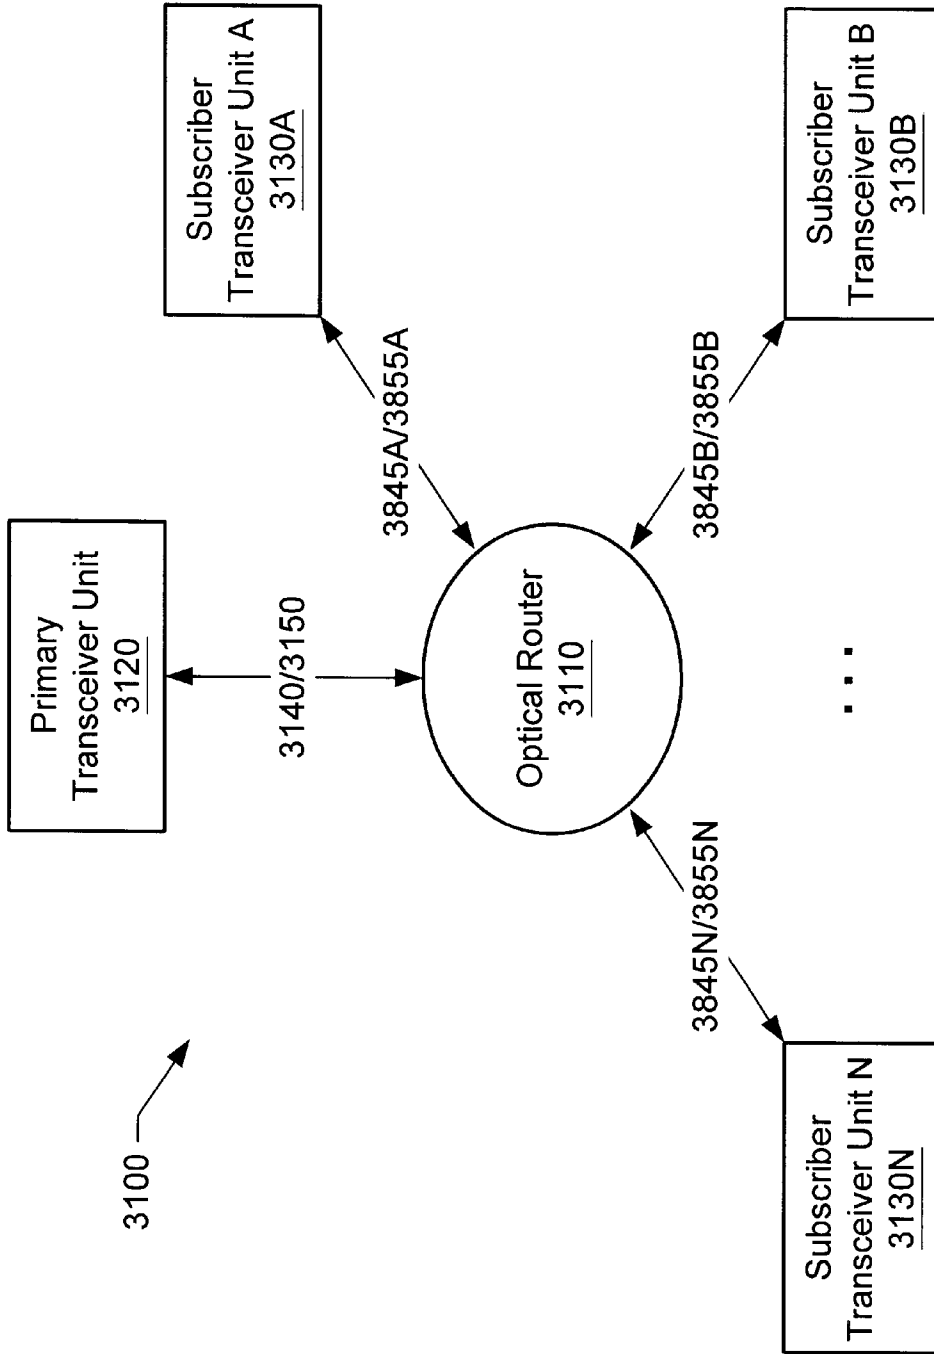 3100
Primary
Transceiver Unit
3120
3140/3150
Subscriber
Transceiver Unit A
3130A
3845A/3855A
Optical Router
3110
3845N/3855N
3845B/3855B
Subscriber
Transceiver Unit N
3130N
...
Subscriber
Transceiver Unit B
3130B